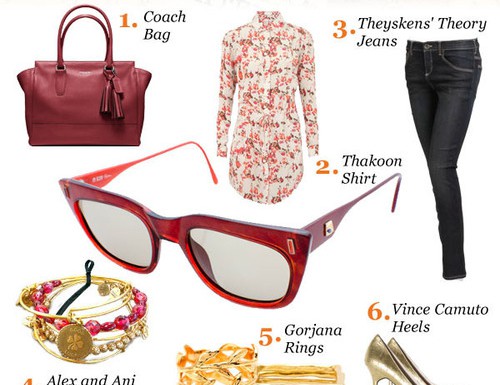 1. Coach
Bag
2. Thakoon
Shirt
3. Theyskens' Theory
Jeans
4. Alex and Ani
5. Gorjana
Rings
6. Vince Camuto
Heels